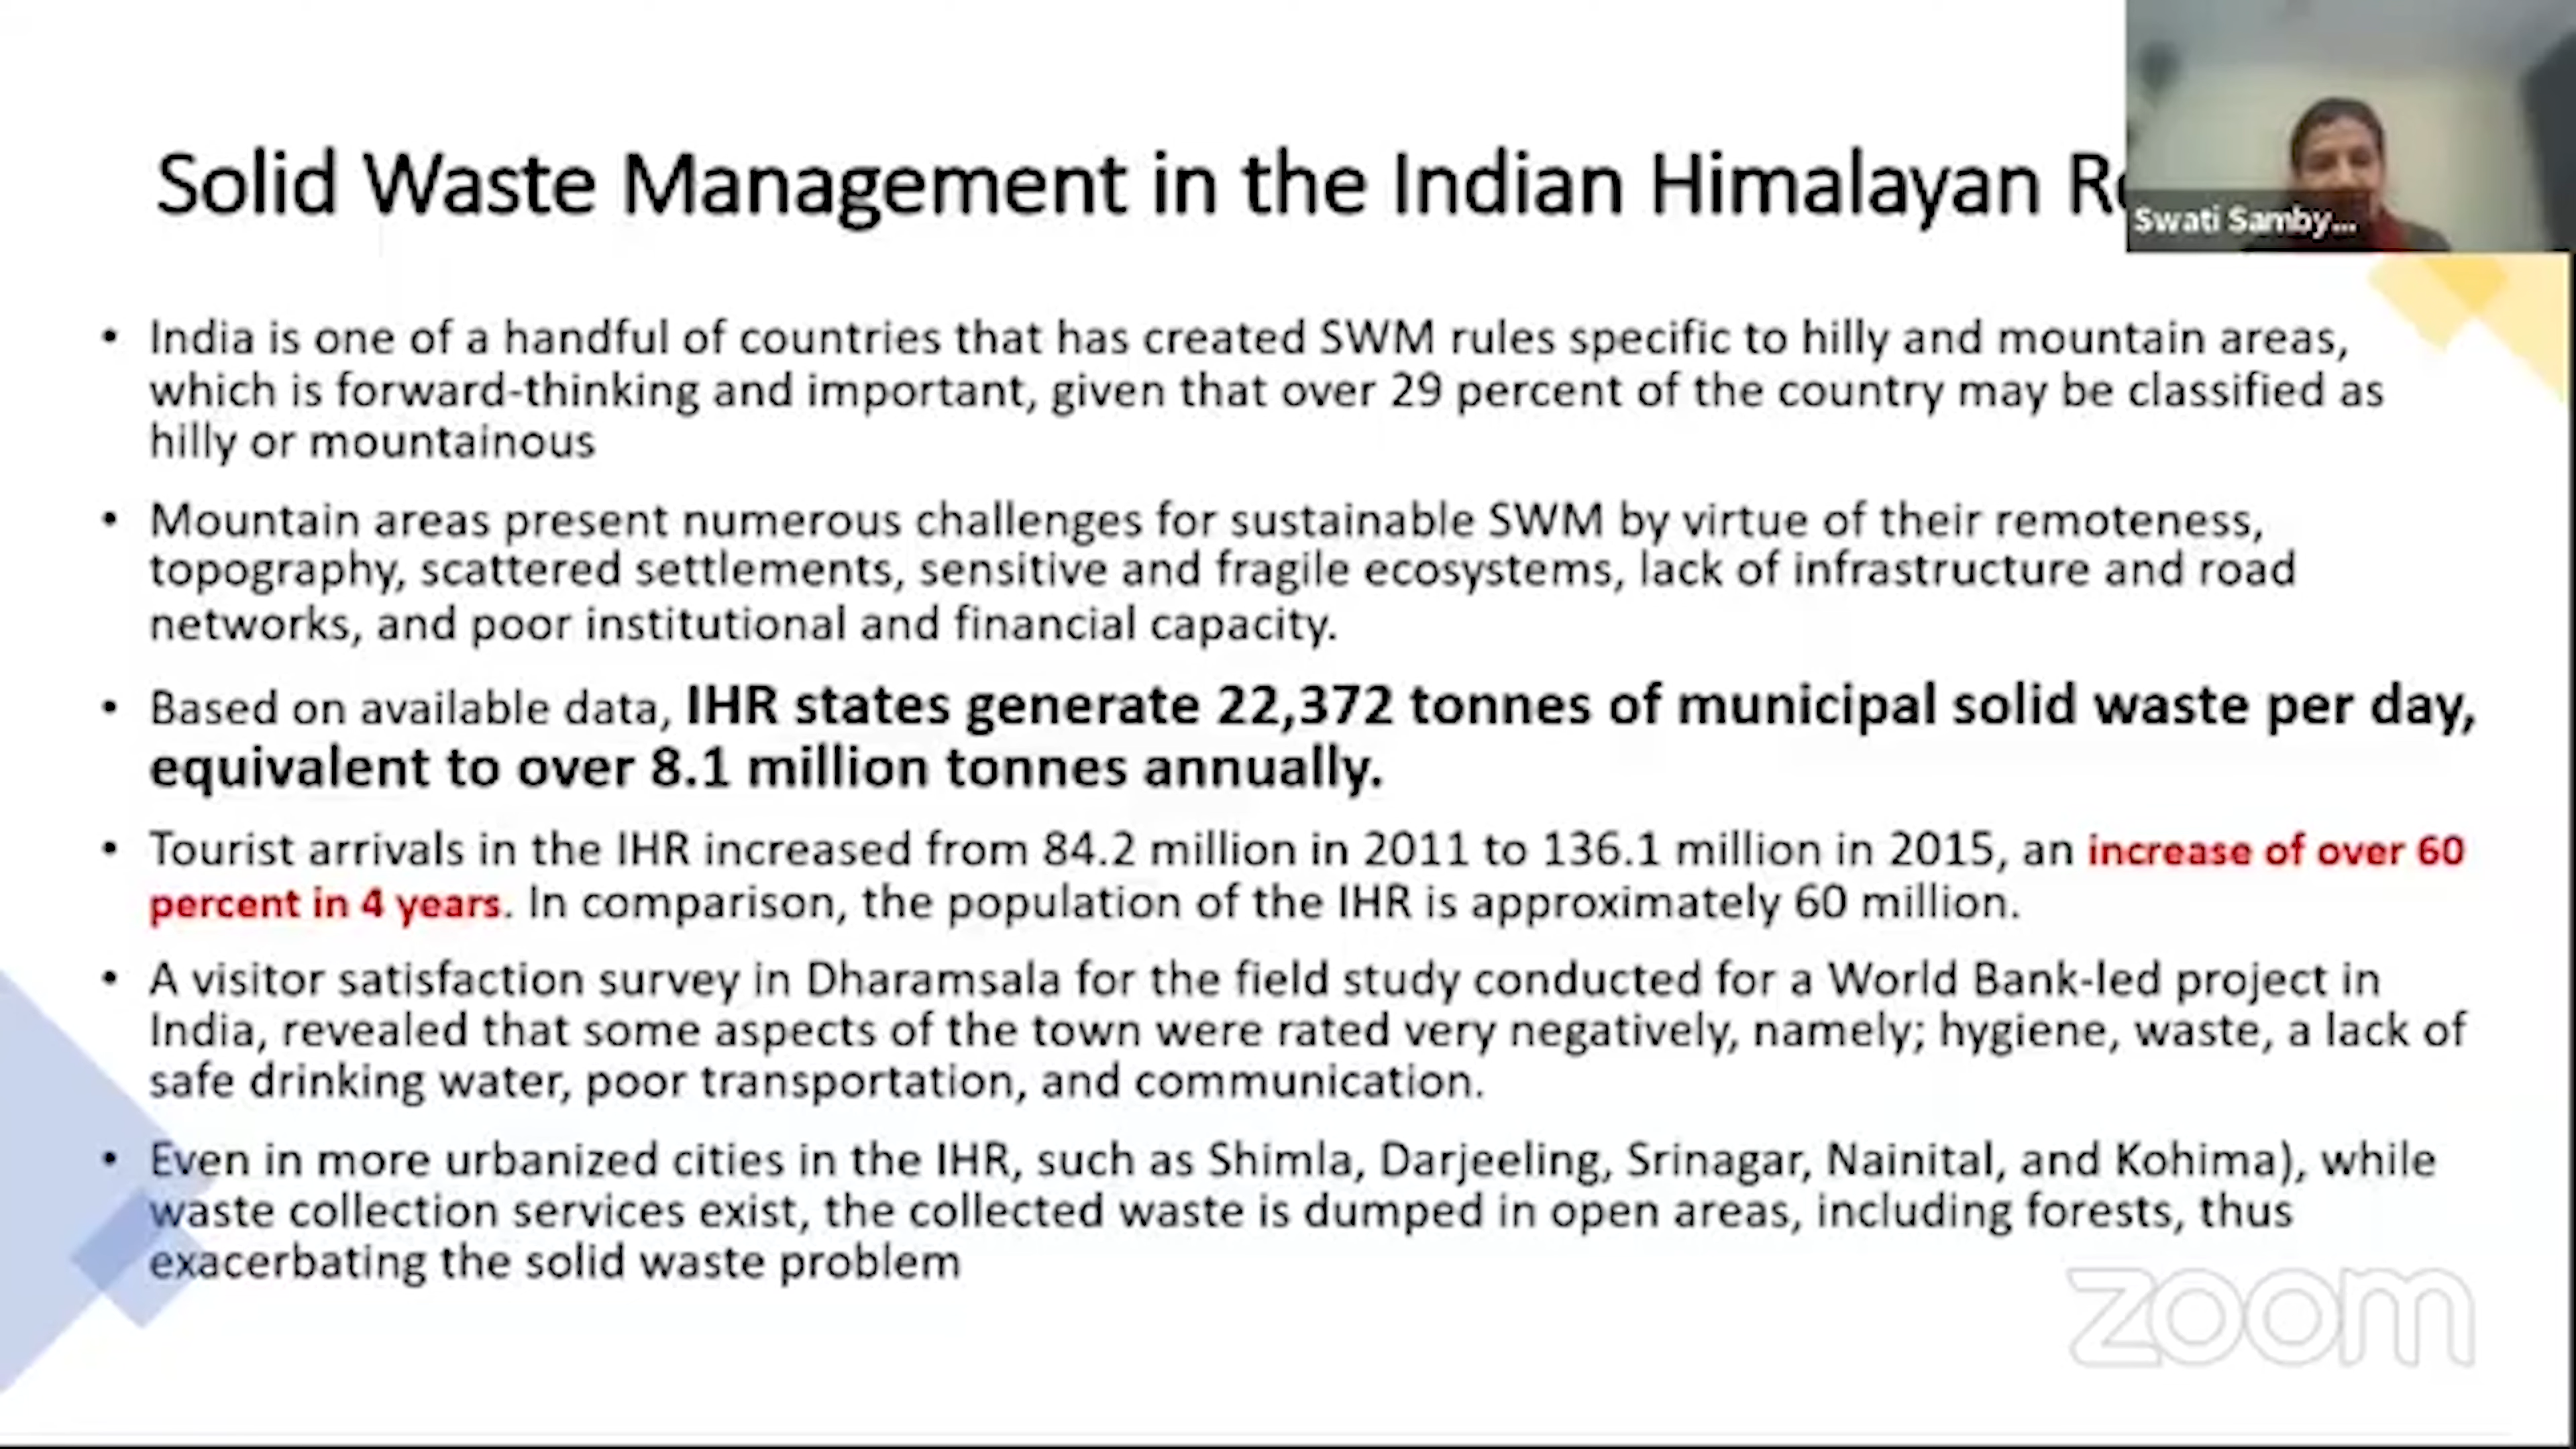 Solid Waste Management in the Indian Himalayan
Swati Samby...
• India is one of a handful of countries that has created SWM rules specific to hilly and mountain areas,
which is forward-thinking and important, given that over 29 percent of the country may be classified as
hilly or mountainous
• Mountain areas present numerous challenges for sustainable SWM by virtue of their remoteness,
topography, scattered settlements, sensitive and fragile ecosystems, lack of infrastructure and road
networks, and poor institutional and financial capacity.
• Based on available data, IHR states generate 22,372 tonnes of municipal solid waste per day,
equivalent to over 8.1 million tonnes annually.
• Tourist arrivals in the IHR increased from 84.2 million in 2011 to 136.1 million in 2015, an increase of over 60
percent in 4 years. In comparison, the population of the IHR is approximately 60 million.
• A visitor satisfaction survey in Dharamsala for the field study conducted for a World Bank-led project in
India, revealed that some aspects of the town were rated very negatively, namely; hygiene, waste, a lack of
safe drinking water, poor transportation, and communication.
• Even in more urbanized cities in the IHR, such as Shimla, Darjeeling, Srinagar, Nainital, and Kohima), while
waste collection services exist, the collected waste is dumped in open areas, including forests, thus
exacerbating the solid waste problem
zoom